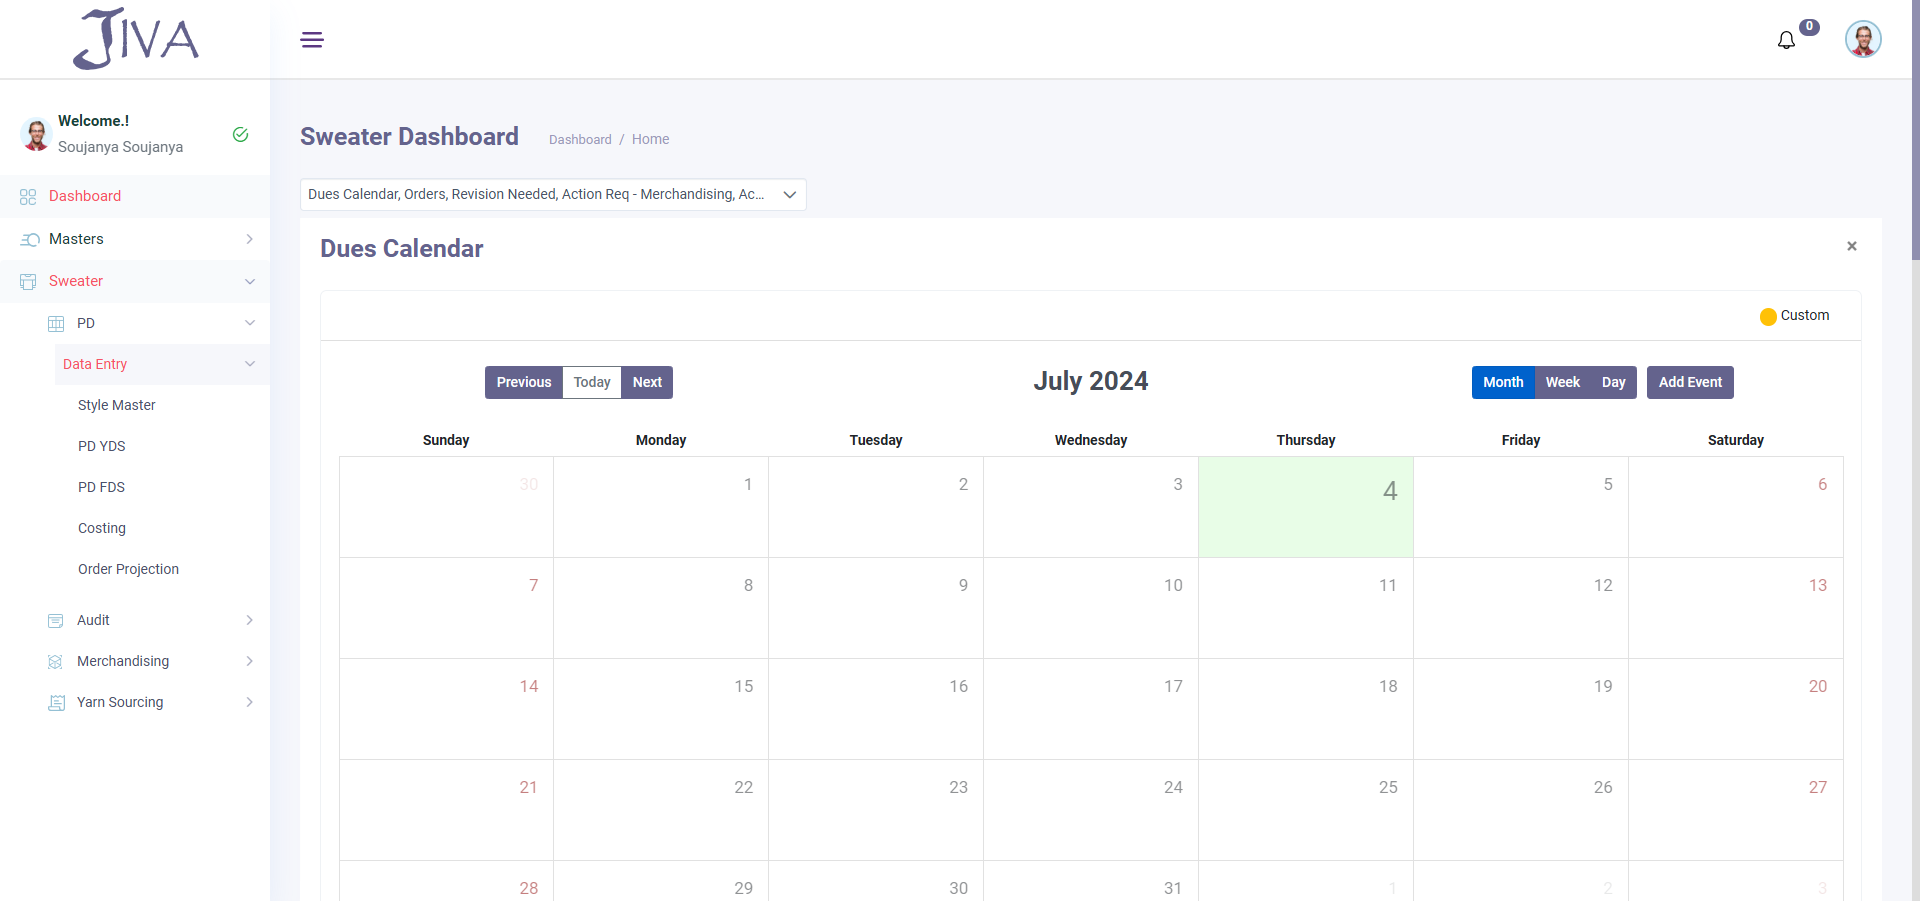 JIVA
0
Welcome.!
Soujanya Soujanya
Dashboard
Masters
Sweater
PD
Data Entry
Style Master
PD YDS
PD FDS
Costing
Order Projection
Audit
Merchandising
Yarn Sourcing
Sweater Dashboard
Dashboard / Home
Dues Calendar, Orders, Revision Needed, Action Req - Merchandising, Ac...
Dues Calendar
×
Custom
Previous Today Next
July 2024
Month Week Day Add Event
Sunday Monday Tuesday Wednesday Thursday Friday Saturday
30 1 2 3 4 5 6
7 8 9 10 11 12 13
14 15 16 17 18 19 20
21 22 23 24 25 26 27
28 29 30 31 1 2 3